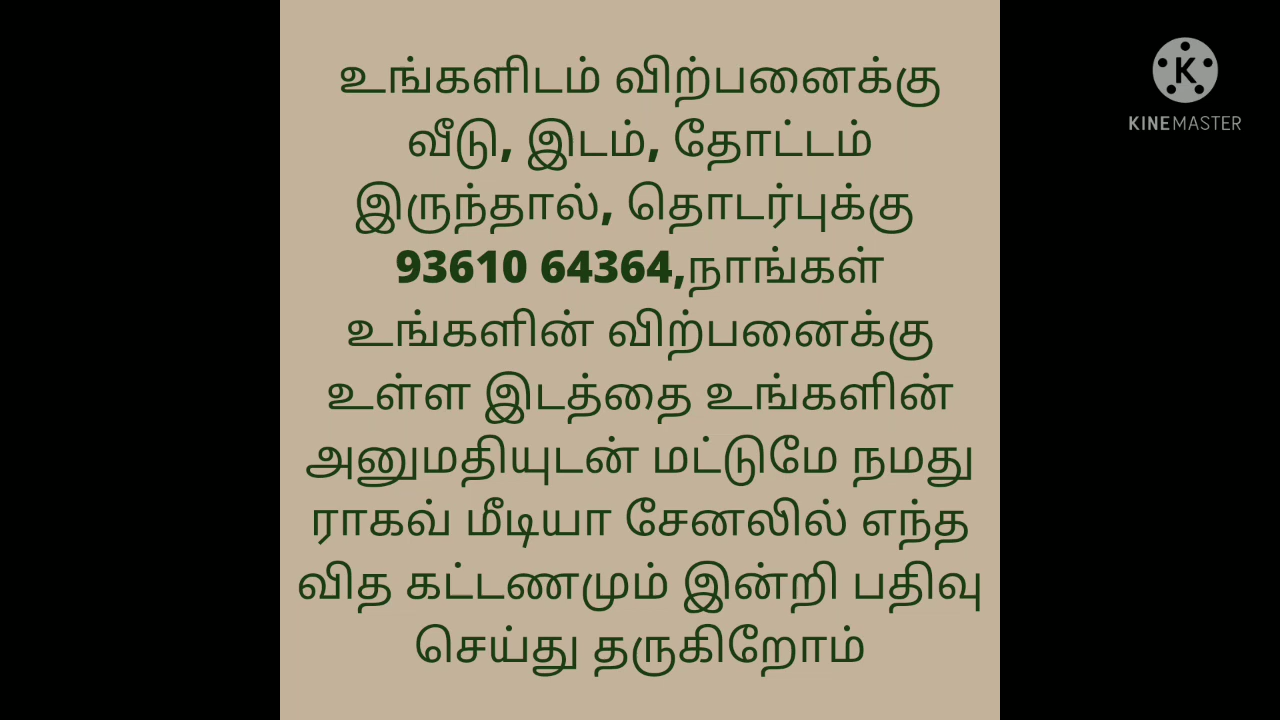 உங்களிடம் விற்பனைக்கு
வீடு, இடம், தோட்டம்
இருந்தால், தொடர்புக்கு
93610 64364,நாங்கள்
உங்களின் விற்பனைக்கு
உள்ள இடத்தை உங்களின்
அனுமதியுடன் மட்டுமே நமது
ராகவ் மீடியா சேனலில் எந்த
வித கட்டணமும் இன்றி பதிவு
செய்து தருகிறோம்
K
KINEMASTER